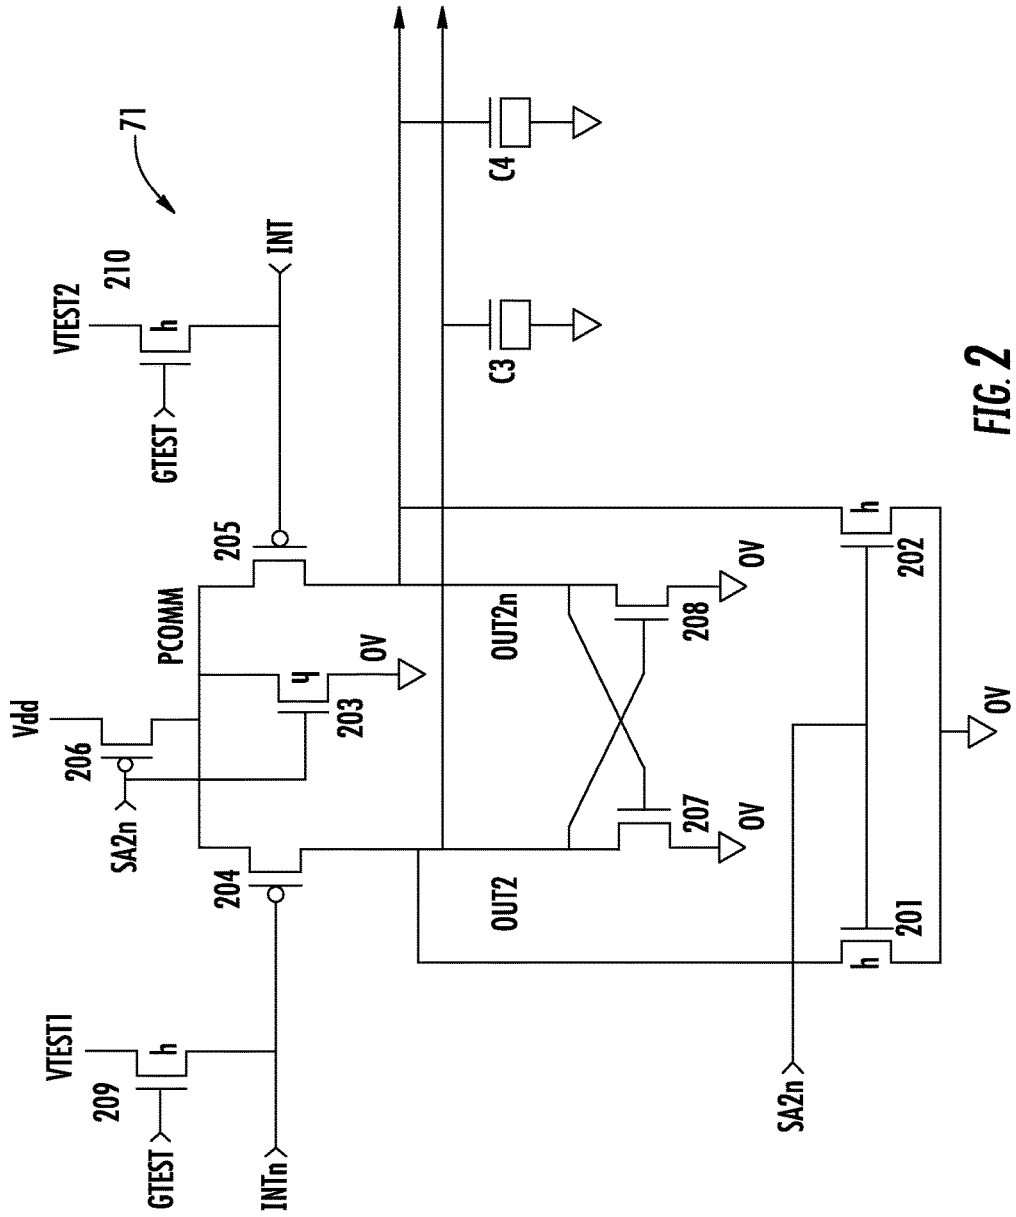 Vdd
VTEST1
VTEST2
206
209
210
SA2n
71
GTEST
PCOMM
GTEST
204
205
INTn
INT
203
0V
OUT2
OUT2n
C3
C4
207
208
0V
0V
SA2n
201
202
0V
FIG. 2